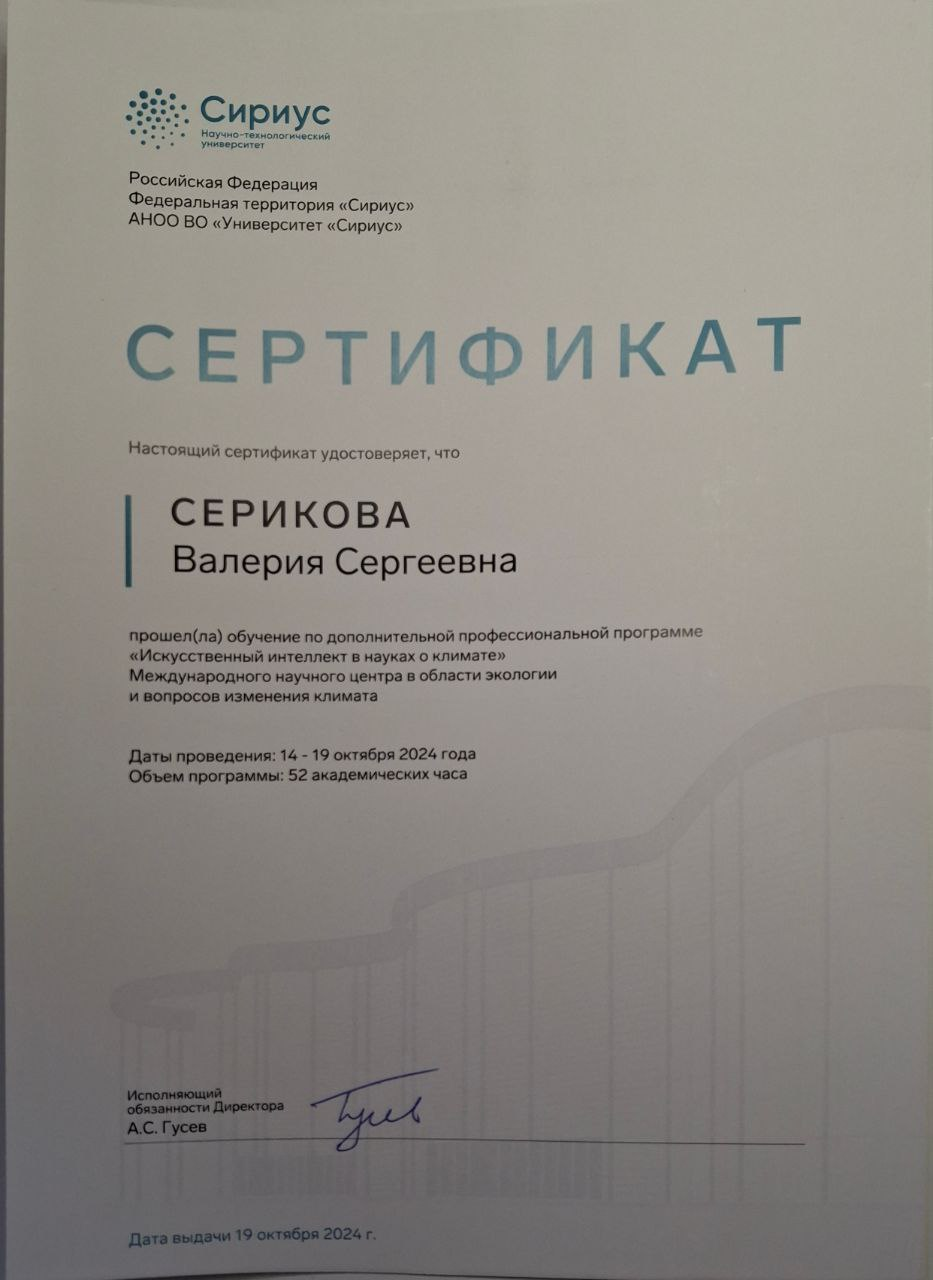 Сириус
Научно-технологический
университет
Российская Федерация
Федеральная территория «Сириус»
АНОО ВО «Университет «Сириус»
СЕРТИФИКАТ
Настоящий сертификат удостоверяет, что
СЕРИКОВА
Валерия Сергеевна
прошел(ла) обучение по дополнительной профессиональной программе
«Искусственный интеллект в науках о климате»
Международного научного центра в области экологии
и вопросов изменения климата
Даты проведения: 14 - 19 октября 2024 года
Объем программы: 52 академических часа
Исполняющий
обязанности Директора
А.С. Гусев
Гусев
Дата выдачи 19 октября 2024 г.